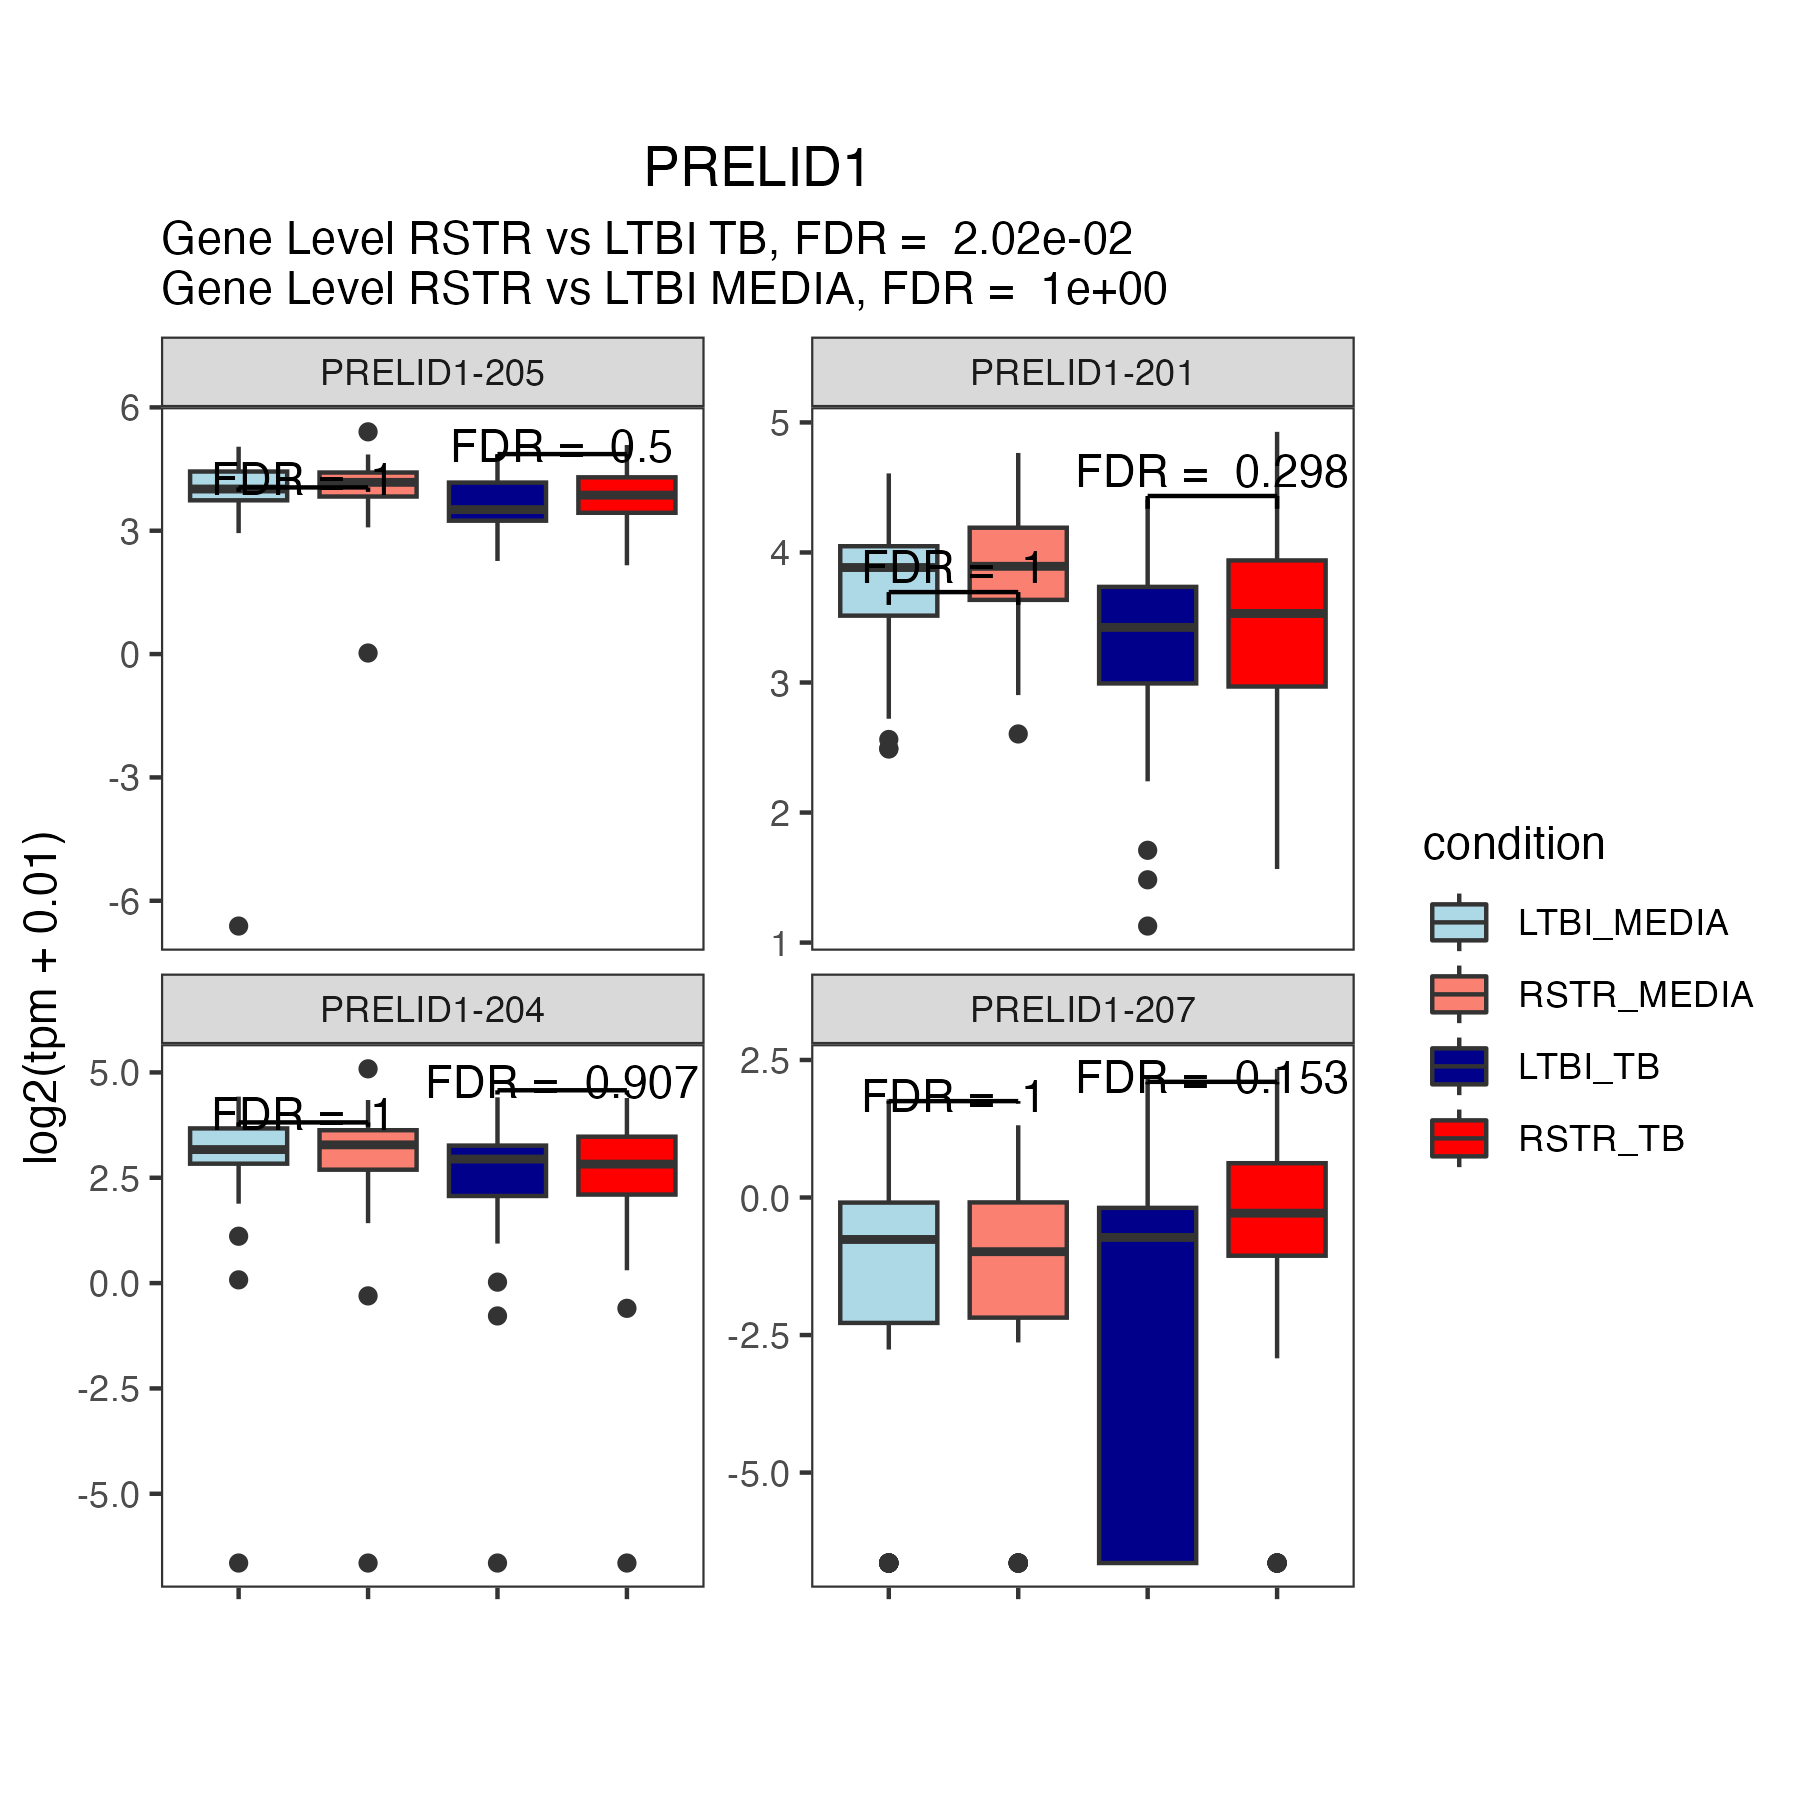 PRELID1
Gene Level RSTR vs LTBI TB, FDR =  2.02e-02
Gene Level RSTR vs LTBI MEDIA, FDR =  1e+00
PRELID1-205
6
3
0
-3
-6
FDR =  1
FDR =  0.5
PRELID1-201
5
4
3
2
1
FDR =  1
FDR =  0.298
PRELID1-204
5.0
2.5
0.0
-2.5
-5.0
FDR =  1
FDR =  0.907
PRELID1-207
2.5
0.0
-2.5
-5.0
FDR =  1
FDR =  0.153
log2(tpm + 0.01)
condition
LTBI_MEDIA
RSTR_MEDIA
LTBI_TB
RSTR_TB